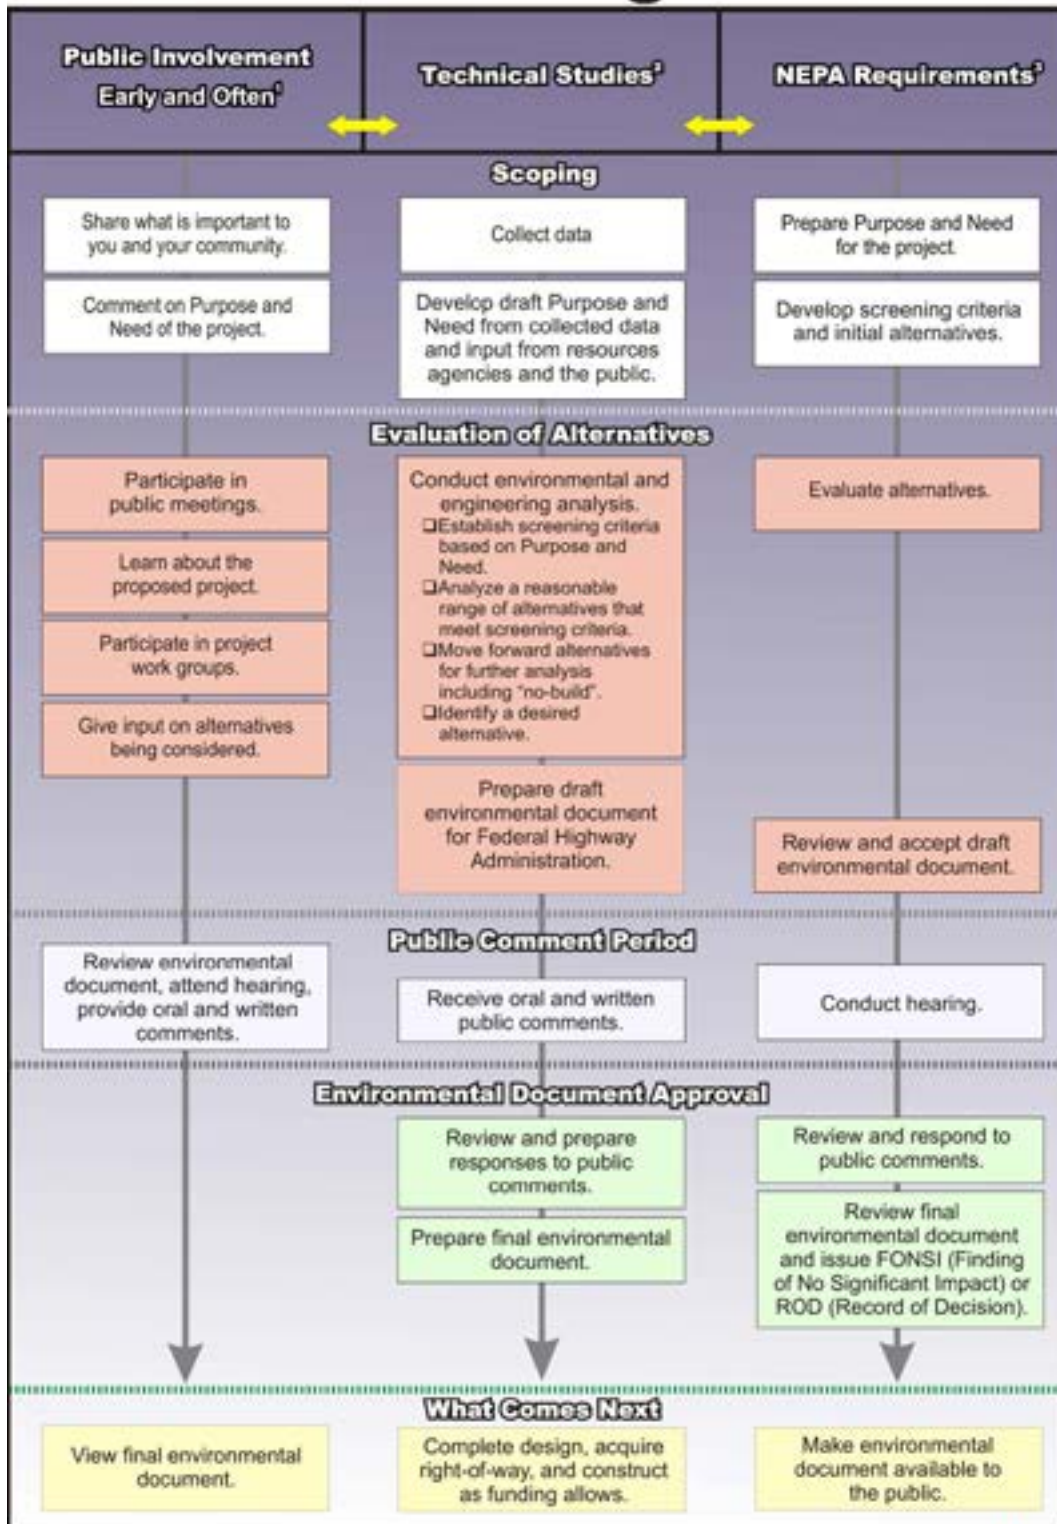 Public Involvement
Early and Often¹
Technical Studies²
NEPA Requirements³
Scoping
Share what is important to
you and your community.
Comment on Purpose and
Need of the project.
Collect data
Develop draft Purpose and
Need from collected data
and input from resources
agencies and the public.
Prepare Purpose and Need
for the project.
Develop screening criteria
and initial alternatives.
Evaluation of Alternatives
Participate in
public meetings.
Learn about the
proposed project.
Participate in project
work groups.
Give input on alternatives
being considered.
Conduct environmental and
engineering analysis.
❑Establish screening criteria
based on Purpose and
Need.
❑Analyze a reasonable
range of alternatives that
meet screening criteria.
❑Move forward alternatives
for further analysis
including "no-build".
❑Identify a desired
alternative.
Prepare draft
environmental document
for Federal Highway
Administration.
Evaluate alternatives.
Review and accept draft
environmental document.
Public Comment Period
Review environmental
document, attend hearing,
provide oral and written
comments.
Receive oral and written
public comments.
Conduct hearing.
Environmental Document Approval
Review and prepare
responses to public
comments.
Prepare final environmental
document.
Review and respond to
public comments.
Review final
environmental document
and issue FONSI (Finding
of No Significant Impact) or
ROD (Record of Decision).
What Comes Next
View final environmental
document.
Complete design, acquire
right-of-way, and construct
as funding allows.
Make environmental
document available to
the public.